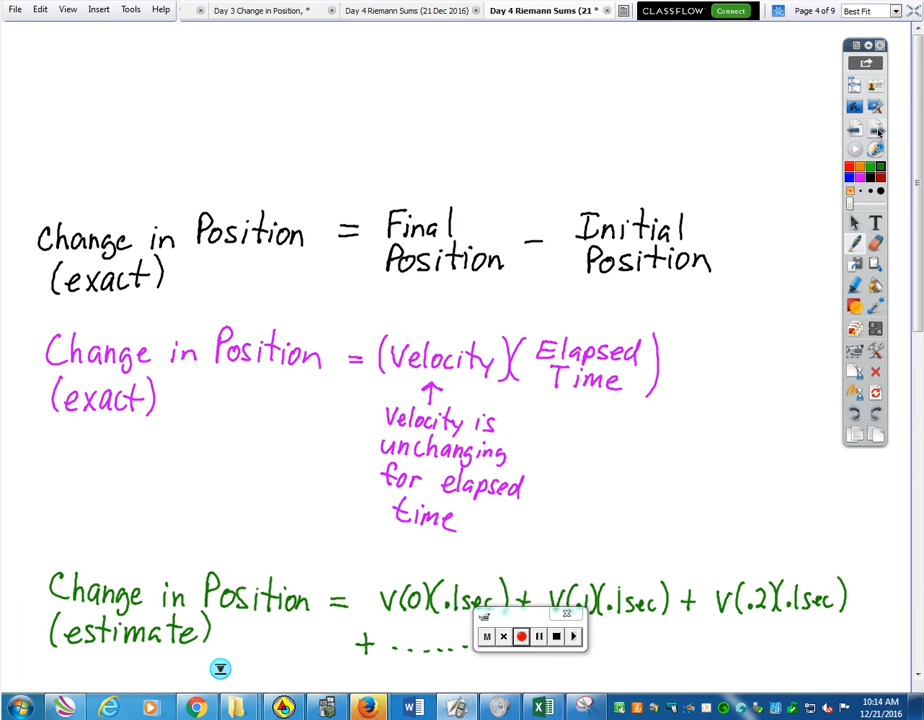 File Edit View Insert Tools Help
Day 3 Change in Position, *
Day 4 Riemann Sums (21 Dec 2016)
Day 4 Riemann Sums (21 *
CLASSFLOW Connect
Page 4 of 9
Best Fit
Change in Position = Final Position - Initial Position
(exact)
Change in Position = (Velocity)(Elapsed Time)
(exact)
↑
Velocity is
unchanging
for elapsed
time
Change in Position = v(0)(.1sec) + v(.1)(.1sec) + v(.2)(.1sec)
(estimate) + ......
M
T
10:14 AM
12/21/2016